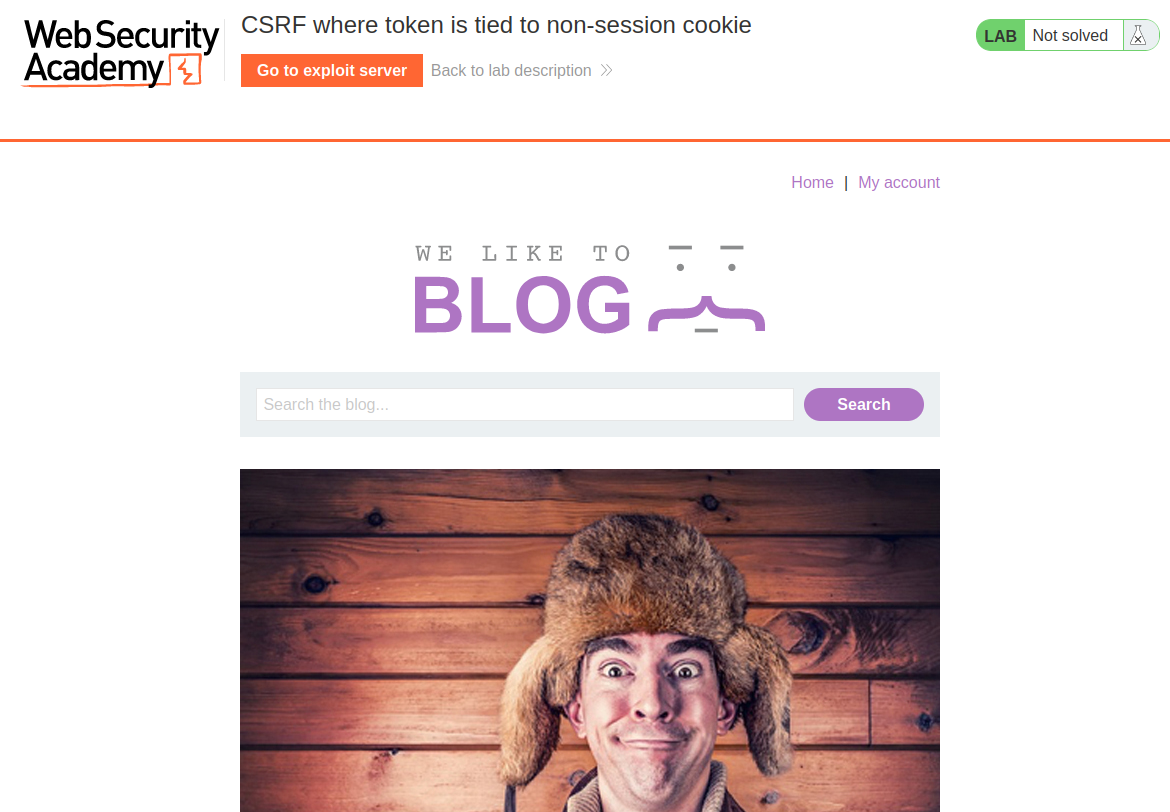 Web Security
Academy
CSRF where token is tied to non-session cookie
Go to exploit server
Back to lab description
LAB
Not solved
Home | My account
WE LIKE TO
BLOG
Search the blog...
Search